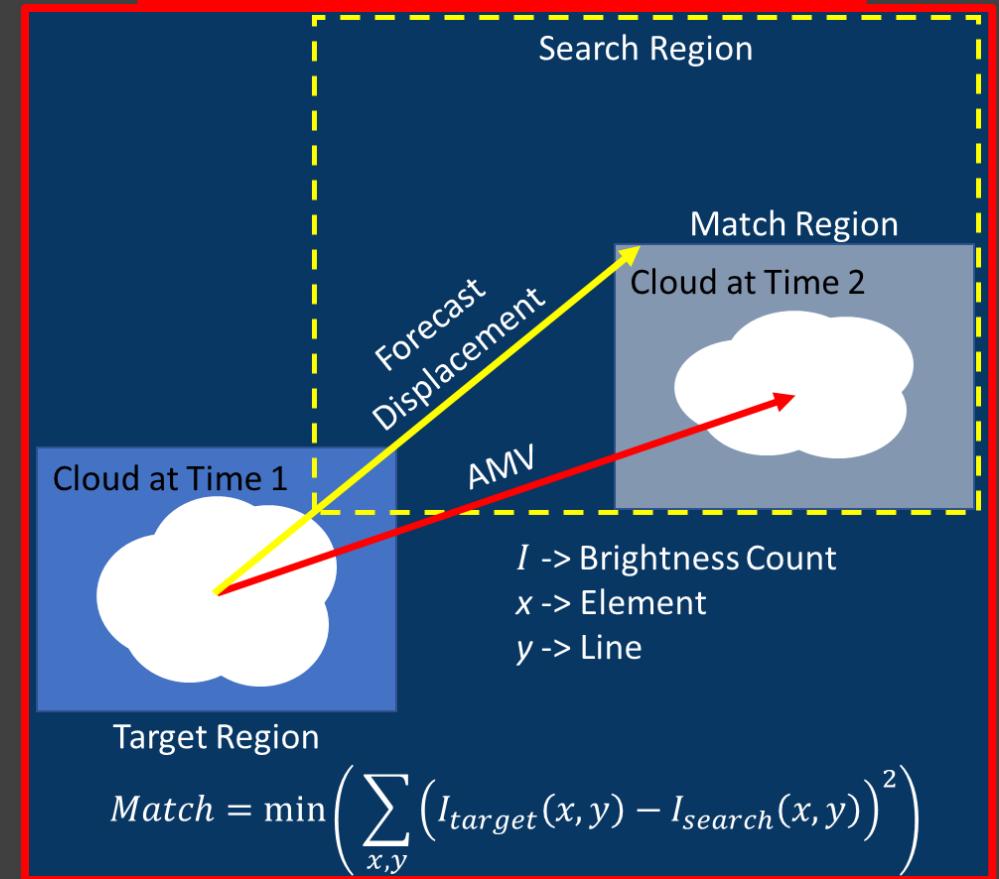 Search Region
Match Region
Cloud at Time 2
Forecast
Displacement
AMV
Cloud at Time 1
I -> Brightness Count
x -> Element
y -> Line
Target Region
Match = min(∑x,y (Itarget(x, y) − Isearch(x, y))²)